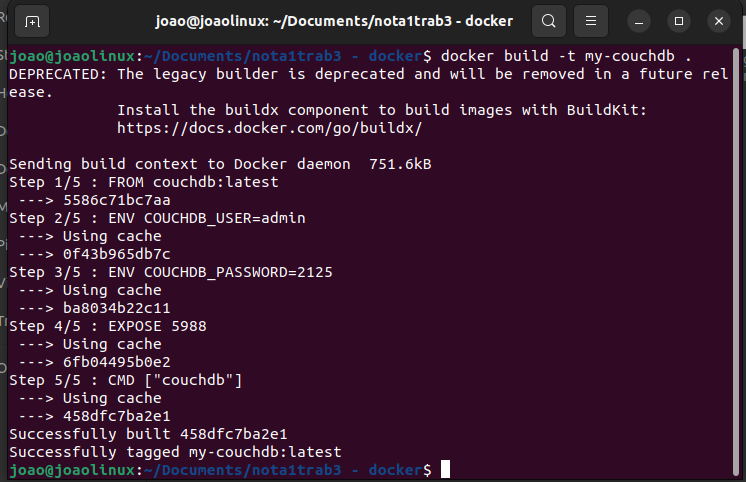 joao@joaolinux: ~/Documents/nota1trab3 - docker
joao@joaolinux:~/Documents/nota1trab3 - docker$ docker build -t my-couchdb .
DEPRECATED: The legacy builder is deprecated and will be removed in a future rel
ease.
Install the buildx component to build images with BuildKit:
https://docs.docker.com/go/buildx/
Sending build context to Docker daemon  751.6kB
Step 1/5 : FROM couchdb:latest
---> 5586c71bc7aa
Step 2/5 : ENV COUCHDB_USER=admin
---> Using cache
---> 0f43b965db7c
Step 3/5 : ENV COUCHDB_PASSWORD=2125
---> Using cache
---> ba8034b22c11
Step 4/5 : EXPOSE 5988
---> Using cache
---> 6fb04495b0e2
Step 5/5 : CMD ["couchdb"]
---> Using cache
---> 458dfc7ba2e1
Successfully built 458dfc7ba2e1
Successfully tagged my-couchdb:latest
joao@joaolinux:~/Documents/nota1trab3 - docker$